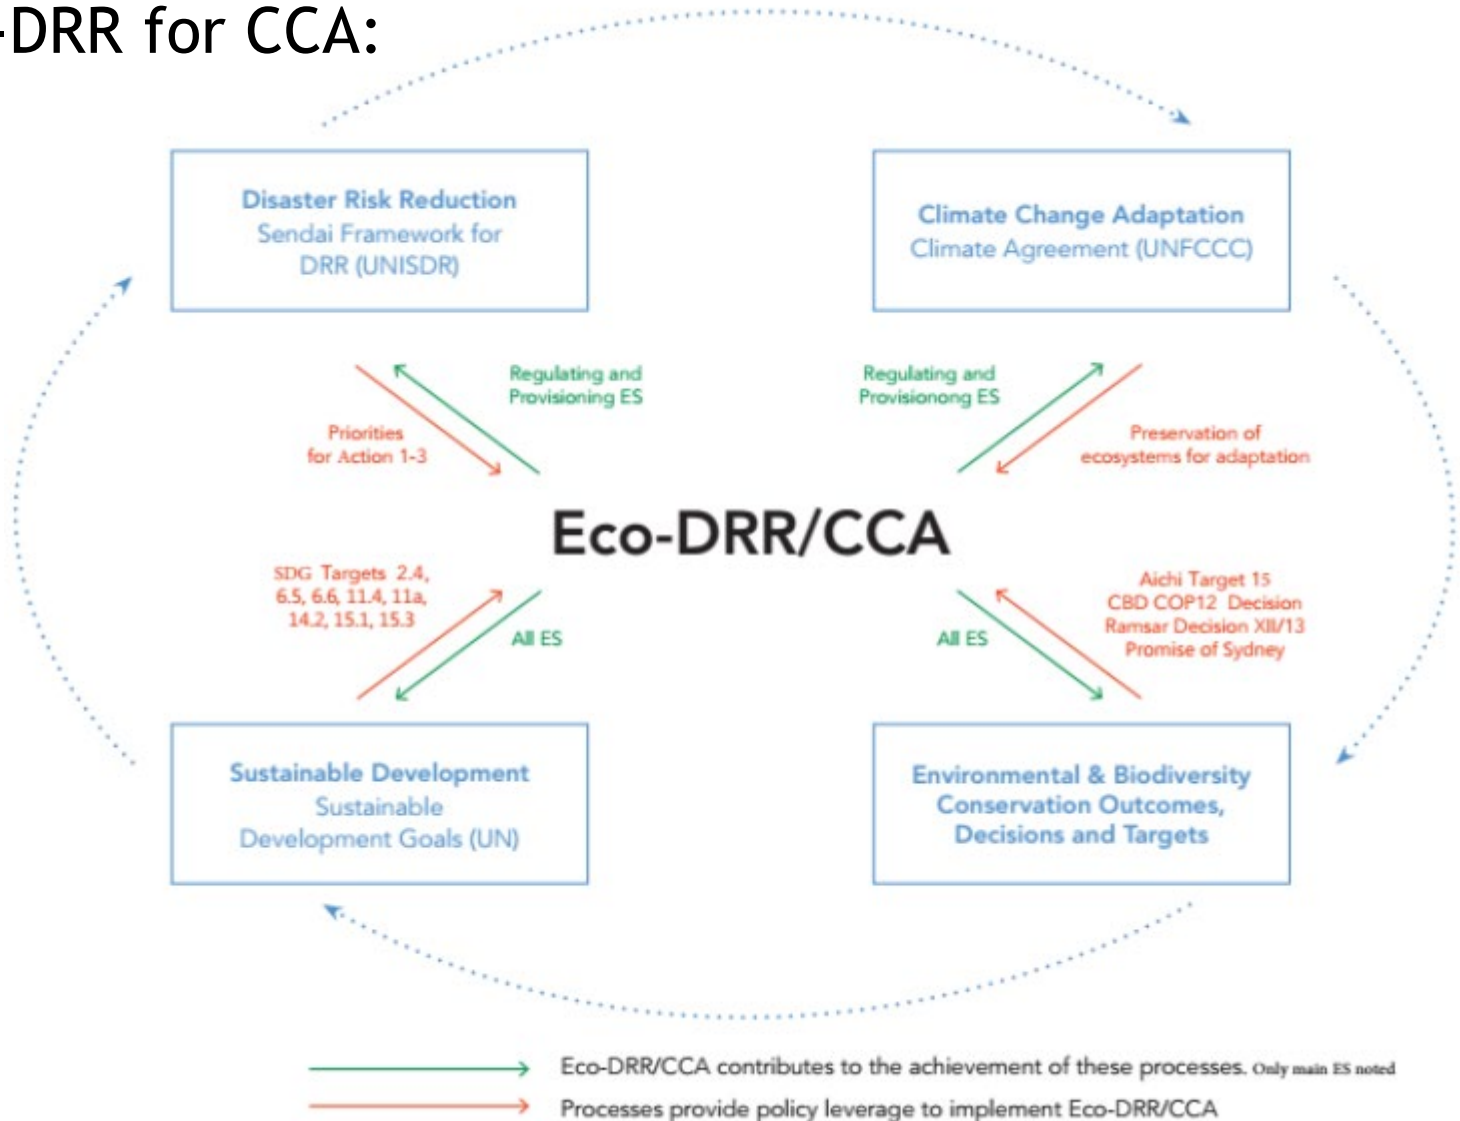 -DRR for CCA:
Disaster Risk Reduction
Sendai Framework for
DRR (UNISDR)
Climate Change Adaptation
Climate Agreement (UNFCCC)
Regulating and
Provisioning ES
Priorities
for Action 1-3
Regulating and
Provisionong ES
Preservation of
ecosystems for adaptation
Eco-DRR/CCA
SDG Targets 2.4,
6.5, 6.6, 11.4, 11a,
14.2, 15.1, 15.3
All ES
All ES
Aichi Target 15
CBD COP12 Decision
Ramsar Decision XII/13
Promise of Sydney
Sustainable Development
Sustainable
Development Goals (UN)
Environmental & Biodiversity
Conservation Outcomes,
Decisions and Targets
Eco-DRR/CCA contributes to the achievement of these processes. Only main ES noted
Processes provide policy leverage to implement Eco-DRR/CCA